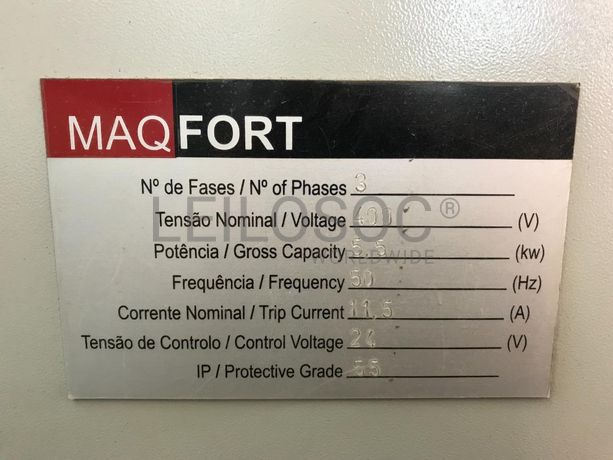 MAQFORT
Nº de Fases / Nº of Phases 3
Tensão Nominal / Voltage 400 (V)
LEILOSOC®
Potência / Gross Capacity 5.5 (kw)
WORLDWIDE
Frequência / Frequency 50 (Hz)
Corrente Nominal / Trip Current 11,5 (A)
Tensão de Controlo / Control Voltage 24 (V)
IP / Protective Grade 55